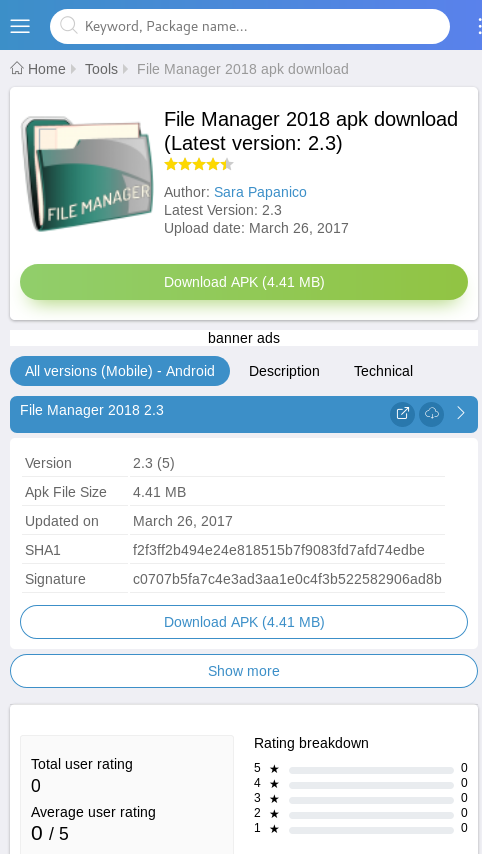 Keyword, Package name...
Home Tools File Manager 2018 apk download
FILE MANAGER
File Manager 2018 apk download
(Latest version: 2.3)
Author: Sara Papanico
Latest Version: 2.3
Upload date: March 26, 2017
Download APK (4.41 MB)
banner ads
All versions (Mobile) - Android Description Technical
File Manager 2018 2.3
Version 2.3 (5)
Apk File Size 4.41 MB
Updated on March 26, 2017
SHA1 f2f3ff2b494e24e818515b7f9083fd7afd74edbe
Signature c0707b5fa7c4e3ad3aa1e0c4f3b522582906ad8b
Download APK (4.41 MB)
Show more
Rating breakdown
Total user rating
0
Average user rating
0 / 5
5 ★ 0
4 ★ 0
3 ★ 0
2 ★ 0
1 ★ 0